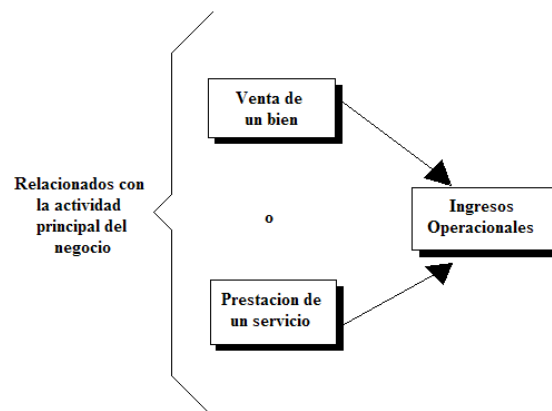 Relacionados con
la actividad
principal del
negocio
Venta de
un bien
o
Prestacion de
un servicio
Ingresos
Operacionales